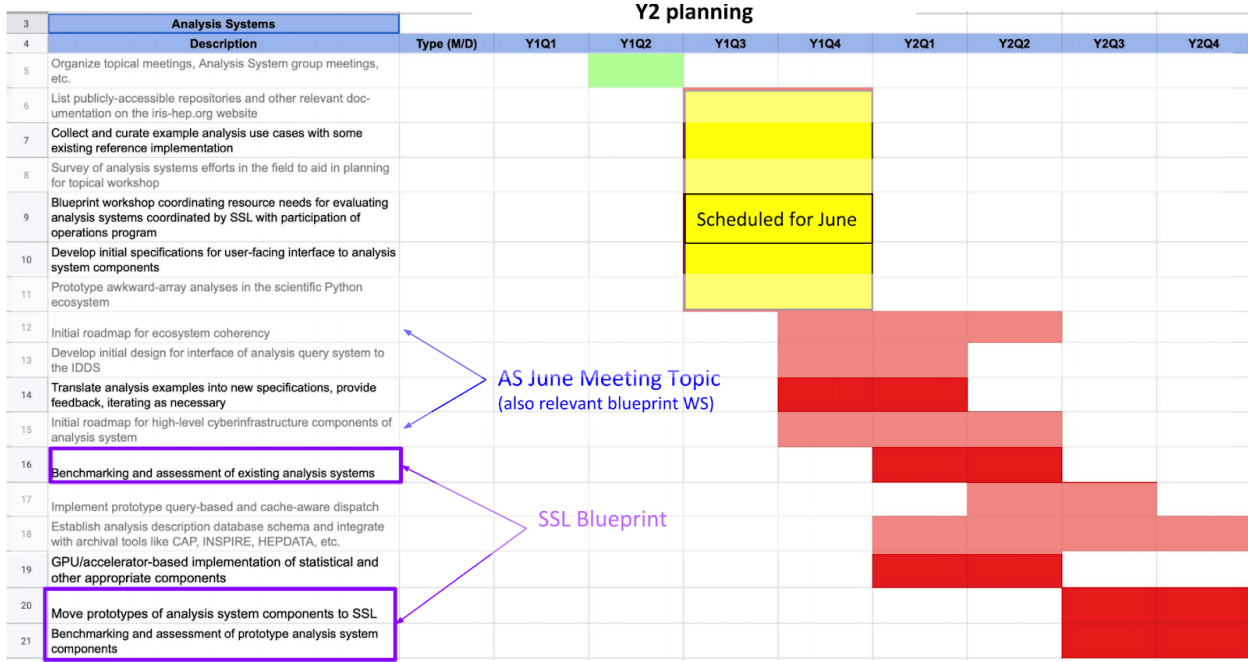 Y2 planning
3 Analysis Systems
4 Description Type (M/D) Y1Q1 Y1Q2 Y1Q3 Y1Q4 Y2Q1 Y2Q2 Y2Q3 Y2Q4
5 Organize topical meetings, Analysis System group meetings,
etc.
6 List publicly-accessible repositories and other relevant doc-
umentation on the iris-hep.org website
7 Collect and curate example analysis use cases with some
existing reference implementation
8 Survey of analysis systems efforts in the field to aid in planning
for topical workshop
9 Blueprint workshop coordinating resource needs for evaluating
analysis systems coordinated by SSL with participation of
operations program
Scheduled for June
10 Develop initial specifications for user-facing interface to analysis
system components
11 Prototype awkward-array analyses in the scientific Python
ecosystem
12 Initial roadmap for ecosystem coherency
13 Develop initial design for interface of analysis query system to
the IDDS
AS June Meeting Topic
(also relevant blueprint WS)
14 Translate analysis examples into new specifications, provide
feedback, iterating as necessary
15 Initial roadmap for high-level cyberinfrastructure components of
analysis system
16 Benchmarking and assessment of existing analysis systems
17 Implement prototype query-based and cache-aware dispatch
SSL Blueprint
18 Establish analysis description database schema and integrate
with archival tools like CAP, INSPIRE, HEPDATA, etc.
19 GPU/accelerator-based implementation of statistical and
other appropriate components
20 Move prototypes of analysis system components to SSL
21 Benchmarking and assessment of prototype analysis system
components